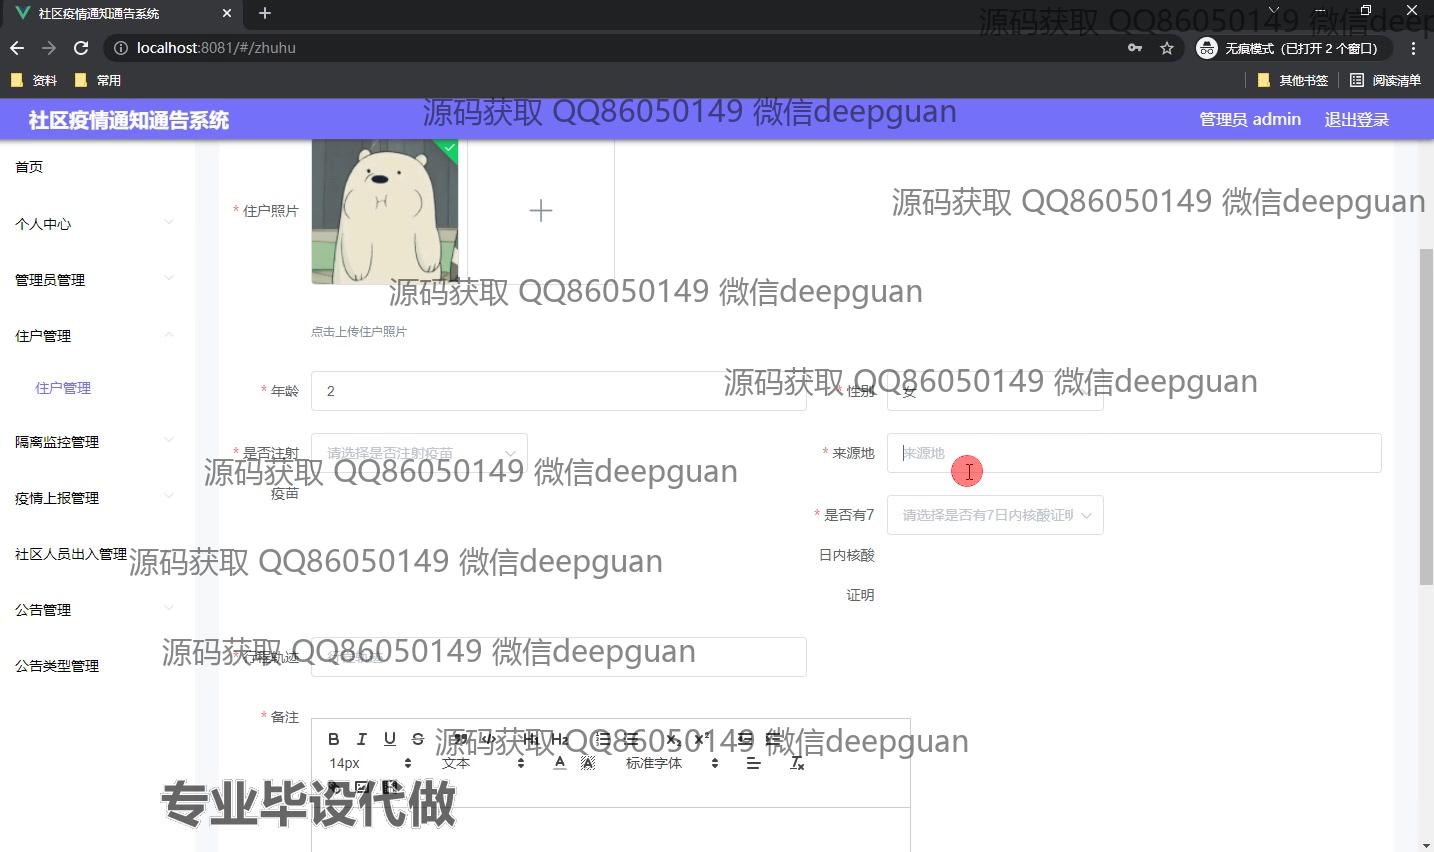 社区疫情通知通告系统
源码获取 QQ86050149 微信deepguan
localhost:8081/#/zhuhu
无痕模式（已打开 2 个窗口）
资料
常用
其他书签
阅读清单
社区疫情通知通告系统
源码获取 QQ86050149 微信deepguan
管理员 admin
退出登录
首页
个人中心
管理员管理
住户管理
住户管理
隔离监控管理
疫情上报管理
社区人员出入管理
公告管理
公告类型管理
源码获取 QQ86050149 微信deepguan
* 住户照片
源码获取 QQ86050149 微信deepguan
点击上传住户照片
* 年龄
2
源码获取 QQ86050149 微信deepguan
* 性别
女
* 是否注射
疫苗
请选择是否注射疫苗
* 来源地
来源地
源码获取 QQ86050149 微信deepguan
* 是否有7
日内核酸
证明
请选择是否有7日内核酸证明
源码获取 QQ86050149 微信deepguan
* 行程轨迹
行程轨迹
源码获取 QQ86050149 微信deepguan
* 备注
B I U S H1 H2 X2 X2
源码获取 QQ86050149 微信deepguan
14px
文本
A
标准字体
专业毕设代做